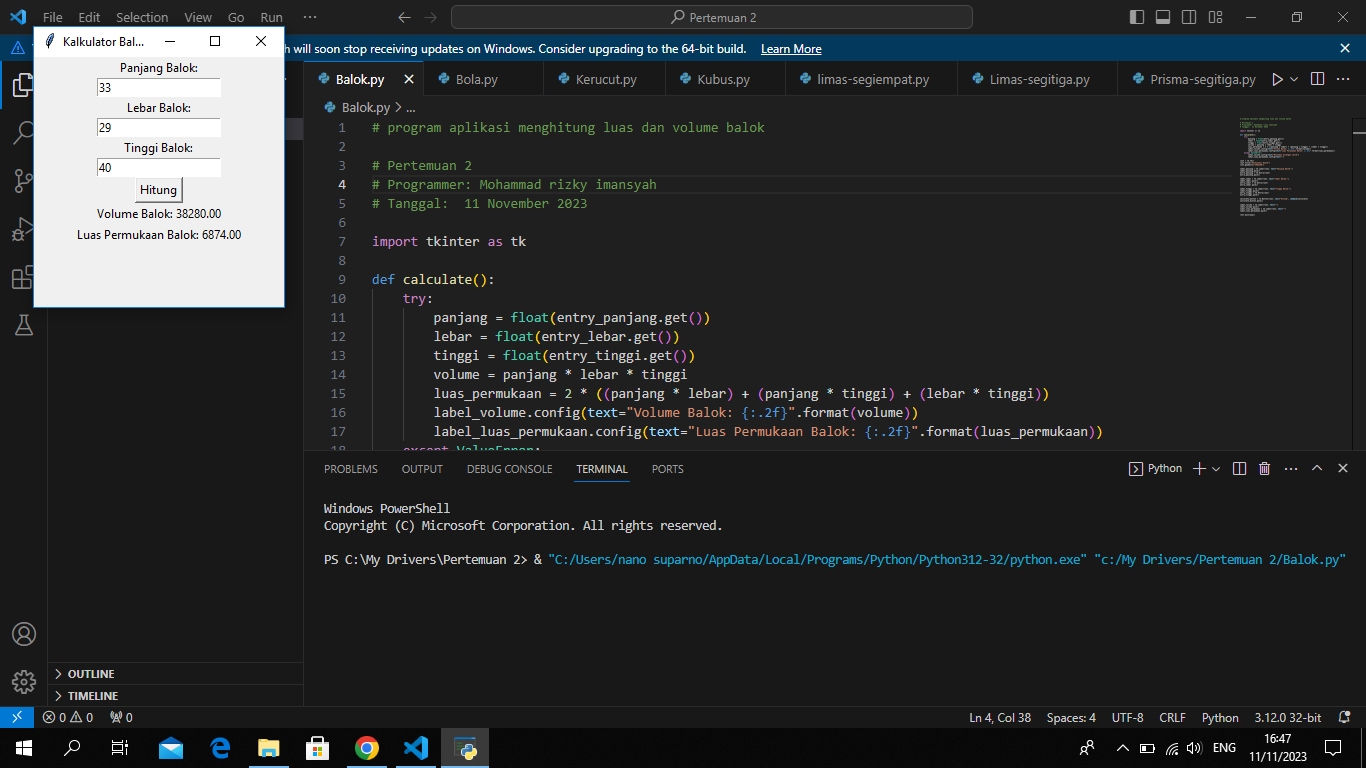 File Edit Selection View Go Run ···
Pertemuan 2
Kalkulator Bal...
h will soon stop receiving updates on Windows. Consider upgrading to the 64-bit build. Learn More
Panjang Balok:
33
Lebar Balok:
29
Tinggi Balok:
40
Hitung
Volume Balok: 38280.00
Luas Permukaan Balok: 6874.00
Balok.py Bola.py Kerucut.py Kubus.py limas-segiempat.py Limas-segitiga.py Prisma-segitiga.py
Balok.py > ...
1 # program aplikasi menghitung luas dan volume balok
2
3 # Pertemuan 2
4 # Programmer: Mohammad rizky imansyah
5 # Tanggal:  11 November 2023
6
7 import tkinter as tk
8
9 def calculate():
10 try:
11 panjang = float(entry_panjang.get())
12 lebar = float(entry_lebar.get())
13 tinggi = float(entry_tinggi.get())
14 volume = panjang * lebar * tinggi
15 luas_permukaan = 2 * ((panjang * lebar) + (panjang * tinggi) + (lebar * tinggi))
16 label_volume.config(text="Volume Balok: {:.2f}".format(volume))
17 label_luas_permukaan.config(text="Luas Permukaan Balok: {:.2f}".format(luas_permukaan))
18 except ValueError:
PROBLEMS OUTPUT DEBUG CONSOLE TERMINAL PORTS
Python
Windows PowerShell
Copyright (C) Microsoft Corporation. All rights reserved.
PS C:\My Drivers\Pertemuan 2> & "C:/Users/nano suparno/AppData/Local/Programs/Python/Python312-32/python.exe" "c:/My Drivers/Pertemuan 2/Balok.py"
OUTLINE
TIMELINE
0 0 0
Ln 4, Col 38 Spaces: 4 UTF-8 CRLF Python 3.12.0 32-bit
ENG
16:47
11/11/2023